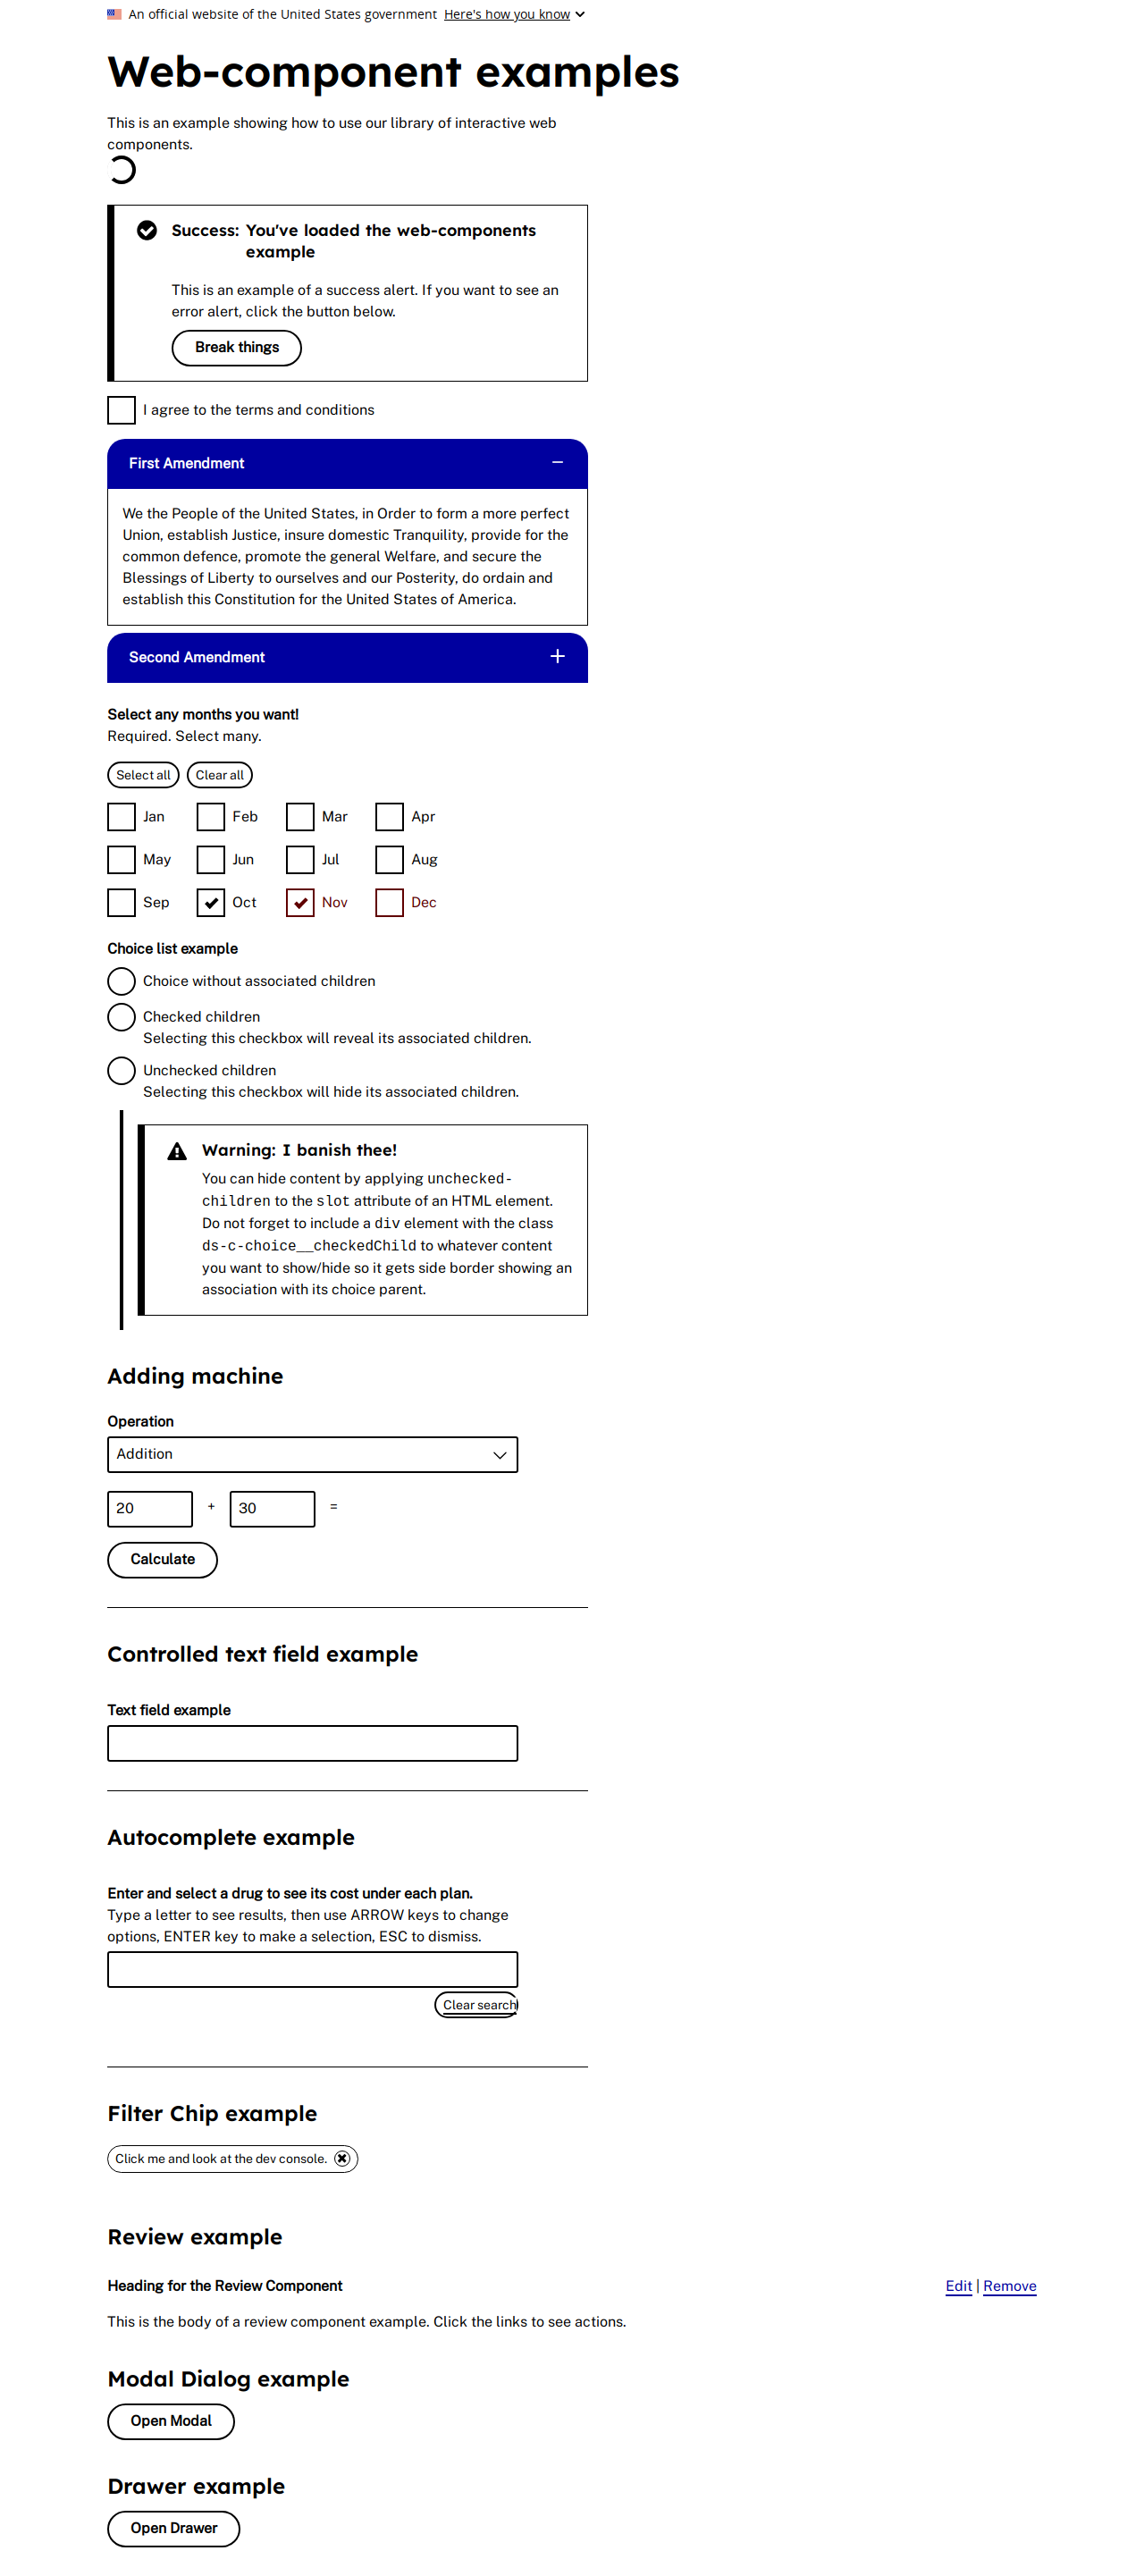 An official website of the United States government Here's how you know
Web-component examples
This is an example showing how to use our library of interactive web
components.
Success: You've loaded the web-components
example
This is an example of a success alert. If you want to see an
error alert, click the button below.
Break things
I agree to the terms and conditions
First Amendment
We the People of the United States, in Order to form a more perfect
Union, establish Justice, insure domestic Tranquility, provide for the
common defence, promote the general Welfare, and secure the
Blessings of Liberty to ourselves and our Posterity, do ordain and
establish this Constitution for the United States of America.
Second Amendment
Select any months you want!
Required. Select many.
Select all Clear all
Jan Feb Mar Apr
May Jun Jul Aug
Sep Oct Nov Dec
Choice list example
Choice without associated children
Checked children
Selecting this checkbox will reveal its associated children.
Unchecked children
Selecting this checkbox will hide its associated children.
Warning: I banish thee!
You can hide content by applying unchecked-
children to the slot attribute of an HTML element.
Do not forget to include a div element with the class
ds-c-choice__checkedChild to whatever content
you want to show/hide so it gets side border showing an
association with its choice parent.
Adding machine
Operation
Addition
20 + 30 =
Calculate
Controlled text field example
Text field example
Autocomplete example
Enter and select a drug to see its cost under each plan.
Type a letter to see results, then use ARROW keys to change
options, ENTER key to make a selection, ESC to dismiss.
Clear search
Filter Chip example
Click me and look at the dev console.
Review example
Heading for the Review Component Edit | Remove
This is the body of a review component example. Click the links to see actions.
Modal Dialog example
Open Modal
Drawer example
Open Drawer